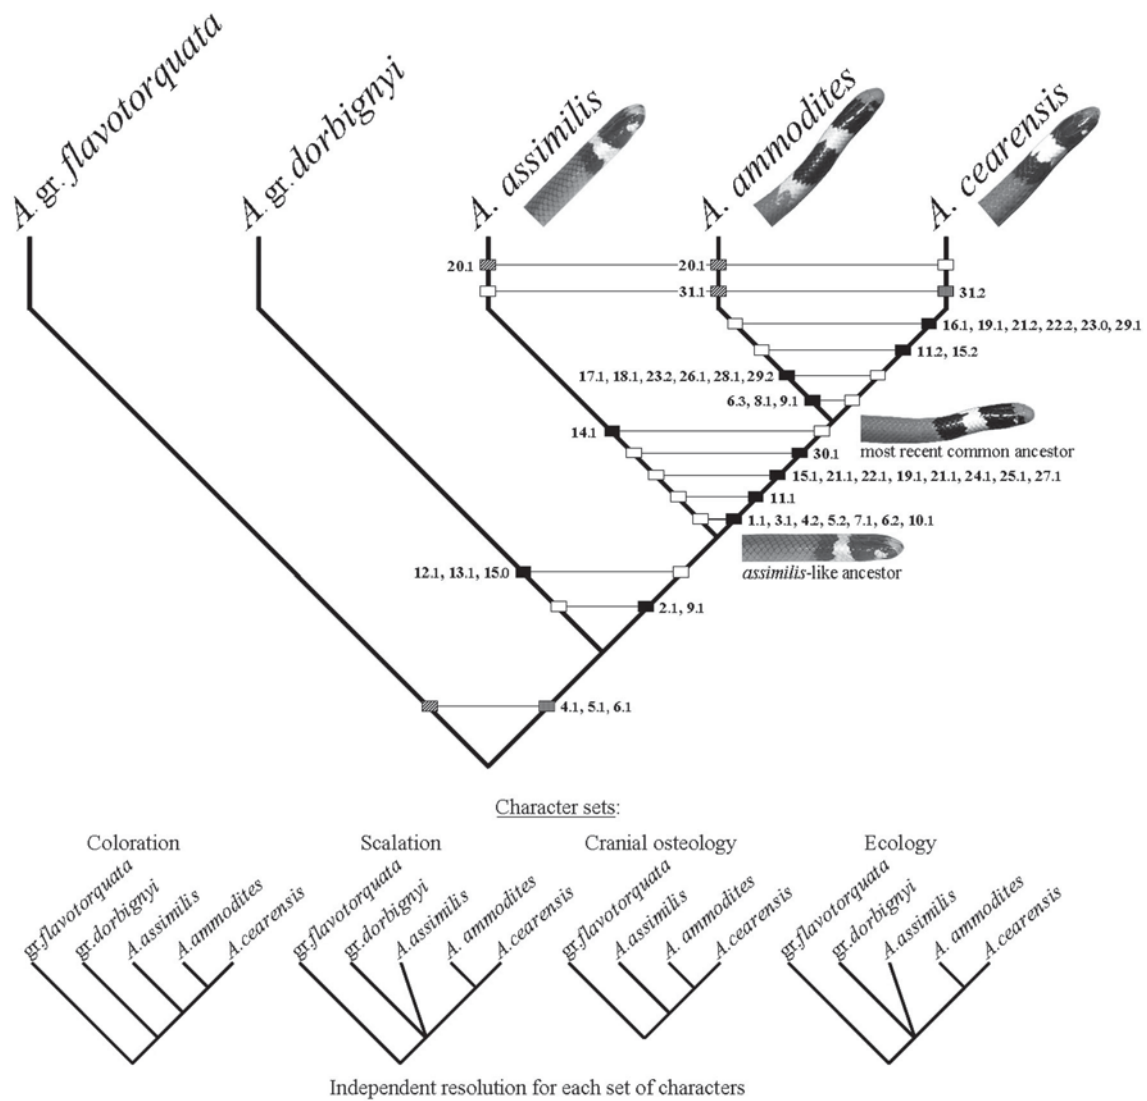 A. gr. flavotorquata
A. gr. dorbignyi
A. assimilis
A. ammodites
A. cearensis
20.1
20.1
31.1
31.2
16.1, 19.1, 21.2, 22.2, 23.0, 29.1
11.2, 15.2
17.1, 18.1, 23.2, 26.1, 28.1, 29.2
6.3, 8.1, 9.1
14.1
most recent common ancestor
30.1
15.1, 21.1, 22.1, 19.1, 21.1, 24.1, 25.1, 27.1
11.1
1.1, 3.1, 4.2, 5.2, 7.1, 6.2, 10.1
assimilis-like ancestor
12.1, 13.1, 15.0
2.1, 9.1
4.1, 5.1, 6.1
Character sets:
Coloration
gr.flavotorquata
gr.dorbignyi
A.assimilis
A.ammodites
A.cearensis
Scalation
gr.flavotorquata
gr.dorbignyi
A.assimilis
A. ammodites
A.cearensis
Cranial osteology
gr.flavotorquata
A.assimilis
A. ammodites
A.cearensis
Ecology
gr.flavotorquata
gr.dorbignyi
A.assimilis
A. ammodites
A.cearensis
Independent resolution for each set of characters